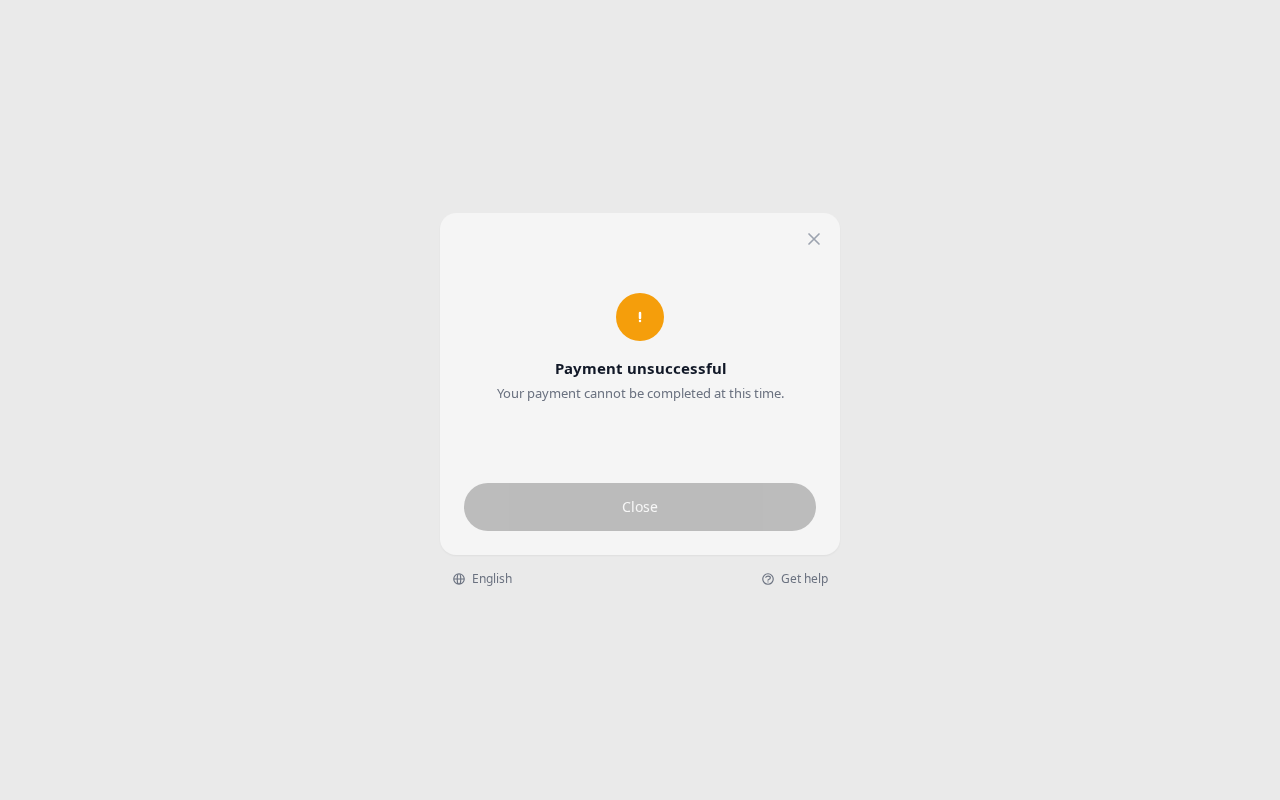 Payment unsuccessful
Your payment cannot be completed at this time.
Close
English
Get help